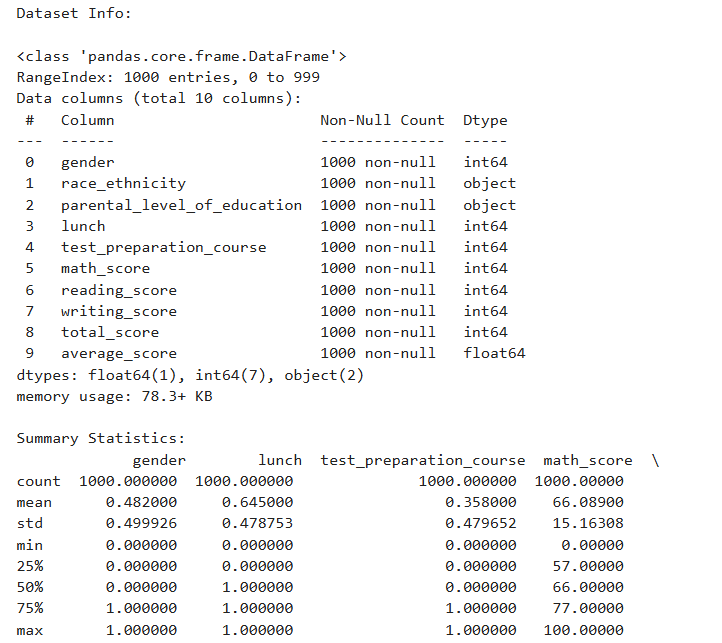 Dataset Info:
<class 'pandas.core.frame.DataFrame'>
RangeIndex: 1000 entries, 0 to 999
Data columns (total 10 columns):
 #   Column                       Non-Null Count  Dtype
---  ------                       --------------  -----
 0   gender                       1000 non-null   int64
 1   race_ethnicity               1000 non-null   object
 2   parental_level_of_education  1000 non-null   object
 3   lunch                        1000 non-null   int64
 4   test_preparation_course      1000 non-null   int64
 5   math_score                   1000 non-null   int64
 6   reading_score                1000 non-null   int64
 7   writing_score                1000 non-null   int64
 8   total_score                  1000 non-null   int64
 9   average_score                1000 non-null   float64
dtypes: float64(1), int64(7), object(2)
memory usage: 78.3+ KB
Summary Statistics:
             gender        lunch  test_preparation_course  math_score  \
count  1000.000000  1000.000000              1000.000000  1000.00000
mean      0.482000     0.645000                 0.358000    66.08900
std       0.499926     0.478753                 0.479652    15.16308
min       0.000000     0.000000                 0.000000     0.00000
25%       0.000000     0.000000                 0.000000    57.00000
50%       0.000000     1.000000                 0.000000    66.00000
75%       1.000000     1.000000                 1.000000    77.00000
max       1.000000     1.000000                 1.000000   100.00000